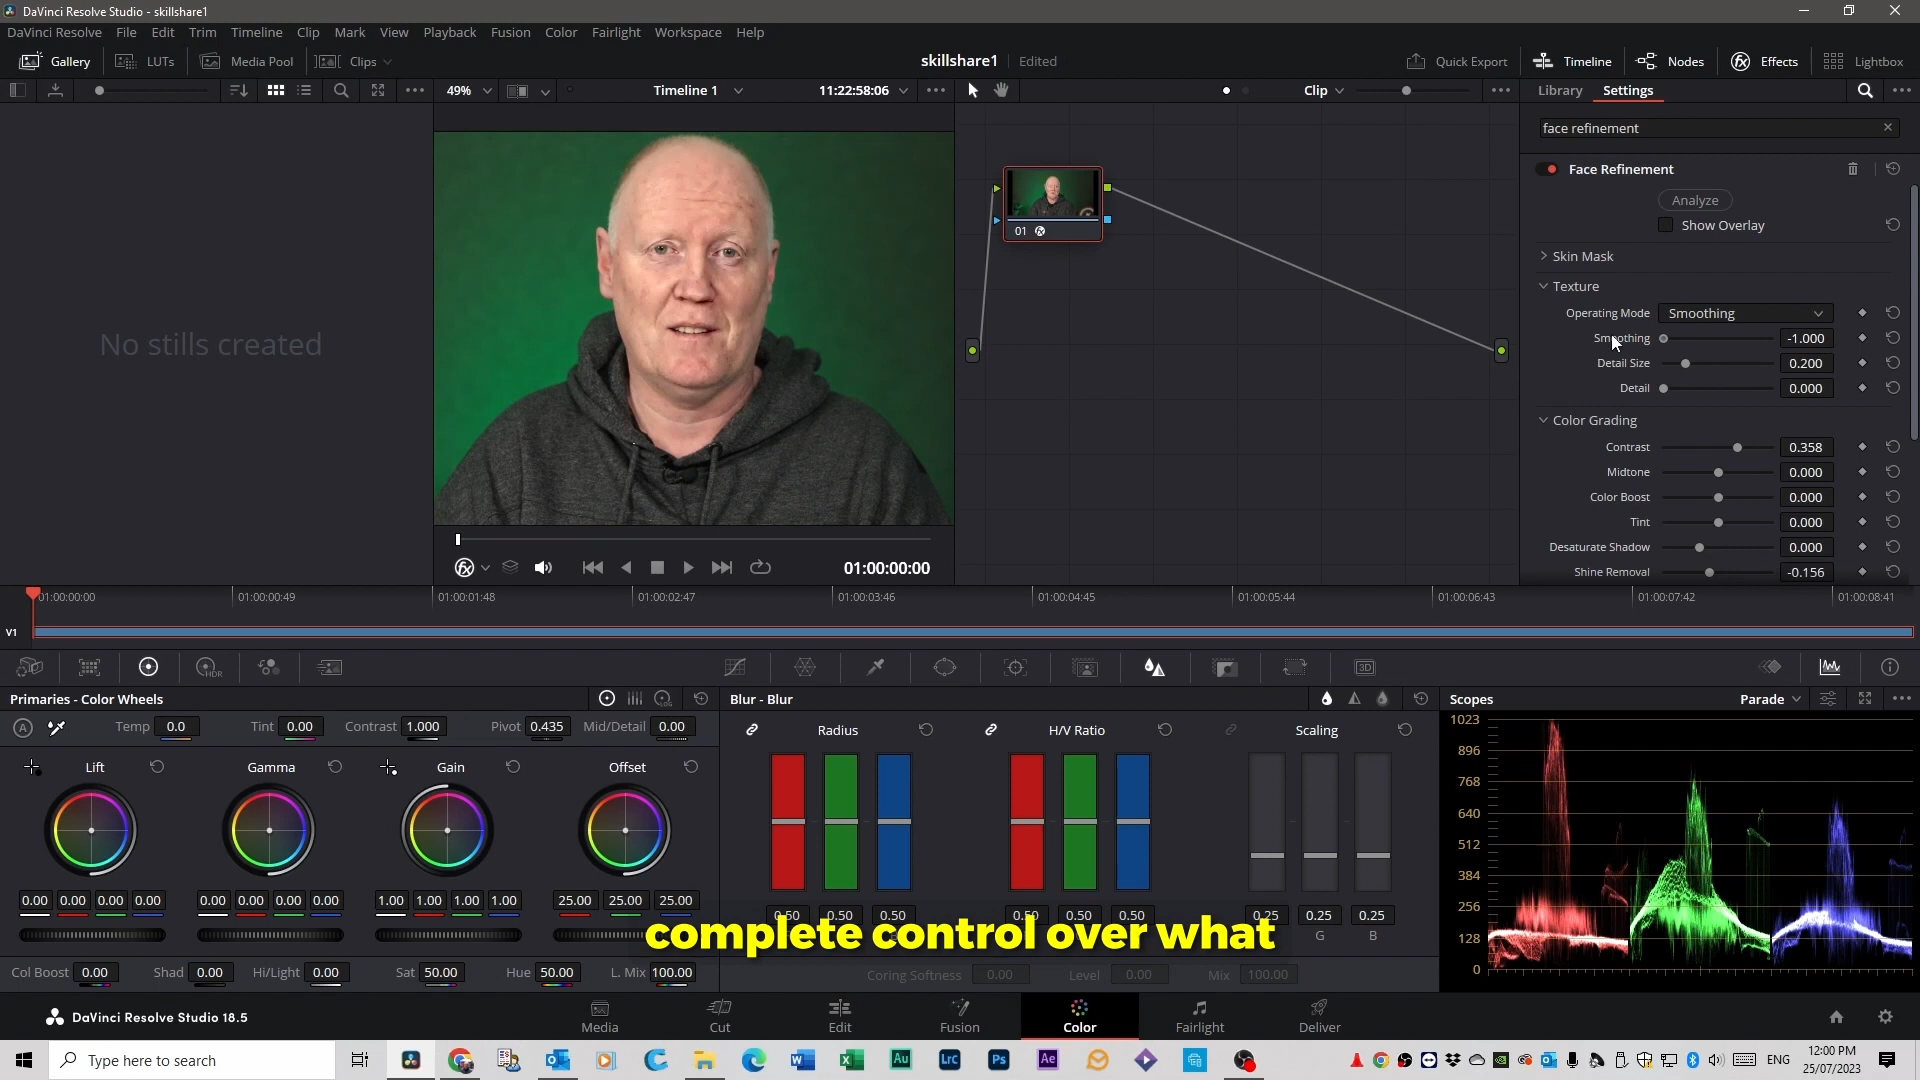 DaVinci Resolve Studio - skillshare1
DaVinci Resolve File Edit Trim Timeline Clip Mark View Playback Fusion Color Fairlight Workspace Help
Gallery LUTs Media Pool Clips skillshare1 Edited Quick Export Timeline Nodes Effects Lightbox
49% Timeline 1 11:22:58:06 Clip Library Settings
face refinement
Face Refinement
Analyze
Show Overlay
Skin Mask
Texture
Operating Mode Smoothing
Smoothing -1.000
Detail Size 0.200
Detail 0.000
Color Grading
Contrast 0.358
Midtone 0.000
Color Boost 0.000
Tint 0.000
Desaturate Shadow 0.000
Shine Removal -0.156
No stills created
01
01:00:00:00
01:00:00:00 01:00:00:49 01:00:01:48 01:00:02:47 01:00:03:46 01:00:04:45 01:00:05:44 01:00:06:43 01:00:07:42 01:00:08:41
V1
HDR LOG 3D
Primaries - Color Wheels Blur - Blur Scopes Parade
A Temp 0.0 Tint 0.00 Contrast 1.000 Pivot 0.435 Mid/Detail 0.00
Radius H/V Ratio Scaling
Lift Gamma Gain Offset
0.00 0.00 0.00 0.00 0.00 0.00 0.00 0.00 1.00 1.00 1.00 1.00 25.00 25.00 25.00
0.50 0.50 0.50 0.50 0.50 0.50 0.25 0.25 0.25
G B
complete control over what
Col Boost 0.00 Shad 0.00 Hi/Light 0.00 Sat 50.00 Hue 50.00 L. Mix 100.00
Coring Softness 0.00 Level 0.00 Mix 100.00
1023
896
768
640
512
384
256
128
0
DaVinci Resolve Studio 18.5
Media Cut Edit Fusion Color Fairlight Deliver
Type here to search
Au Lrc Ps Ae
ENG
12:00 PM
25/07/2023